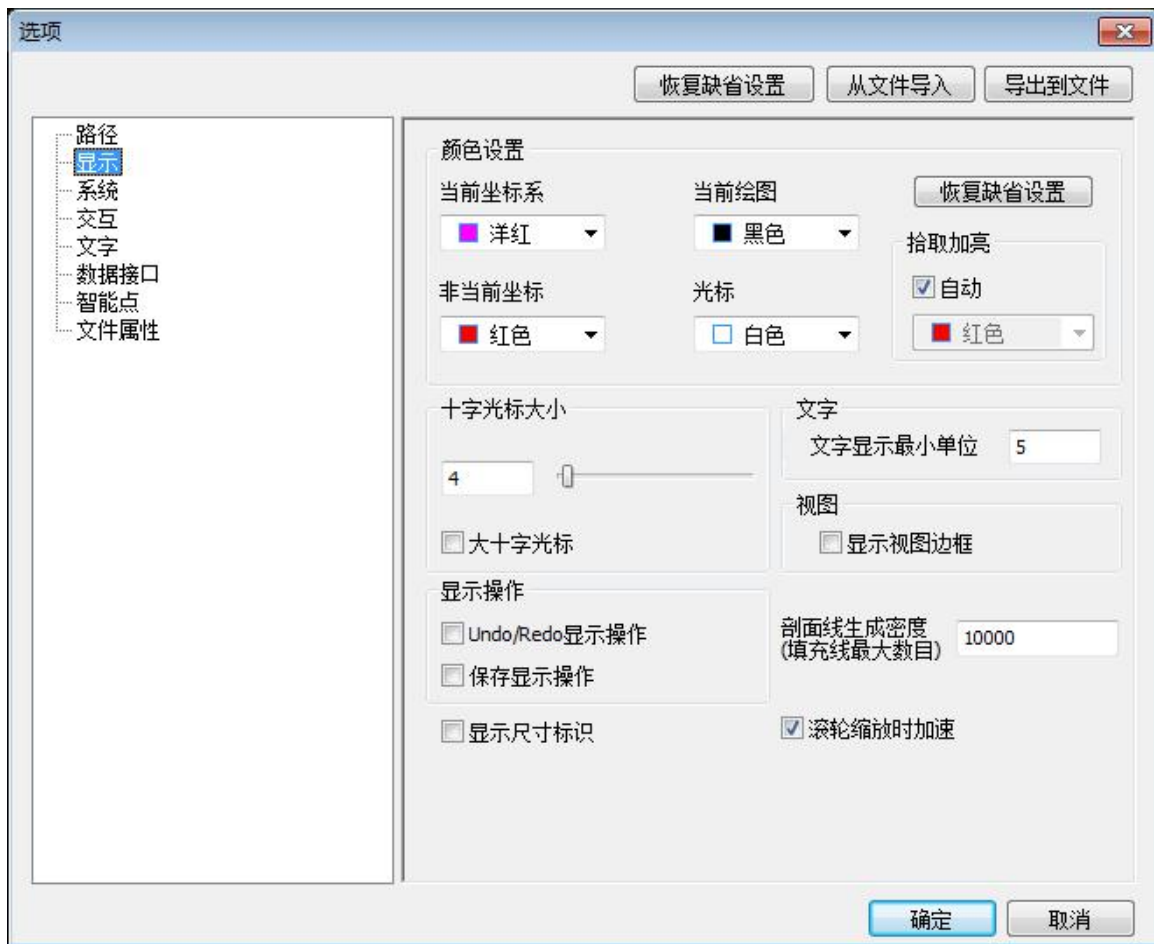 选项
恢复缺省设置 从文件导入 导出到文件
路径
显示
系统
交互
文字
数据接口
智能点
文件属性
颜色设置
当前坐标系 当前绘图 恢复缺省设置
洋红 黑色
拾取加亮
自动
非当前坐标 光标
红色 白色 红色
十字光标大小
4
大十字光标
文字
文字显示最小单位 5
视图
显示视图边框
显示操作
Undo/Redo显示操作
保存显示操作
剖面线生成密度
(填充线最大数目) 10000
显示尺寸标识 滚轮缩放时加速
确定 取消